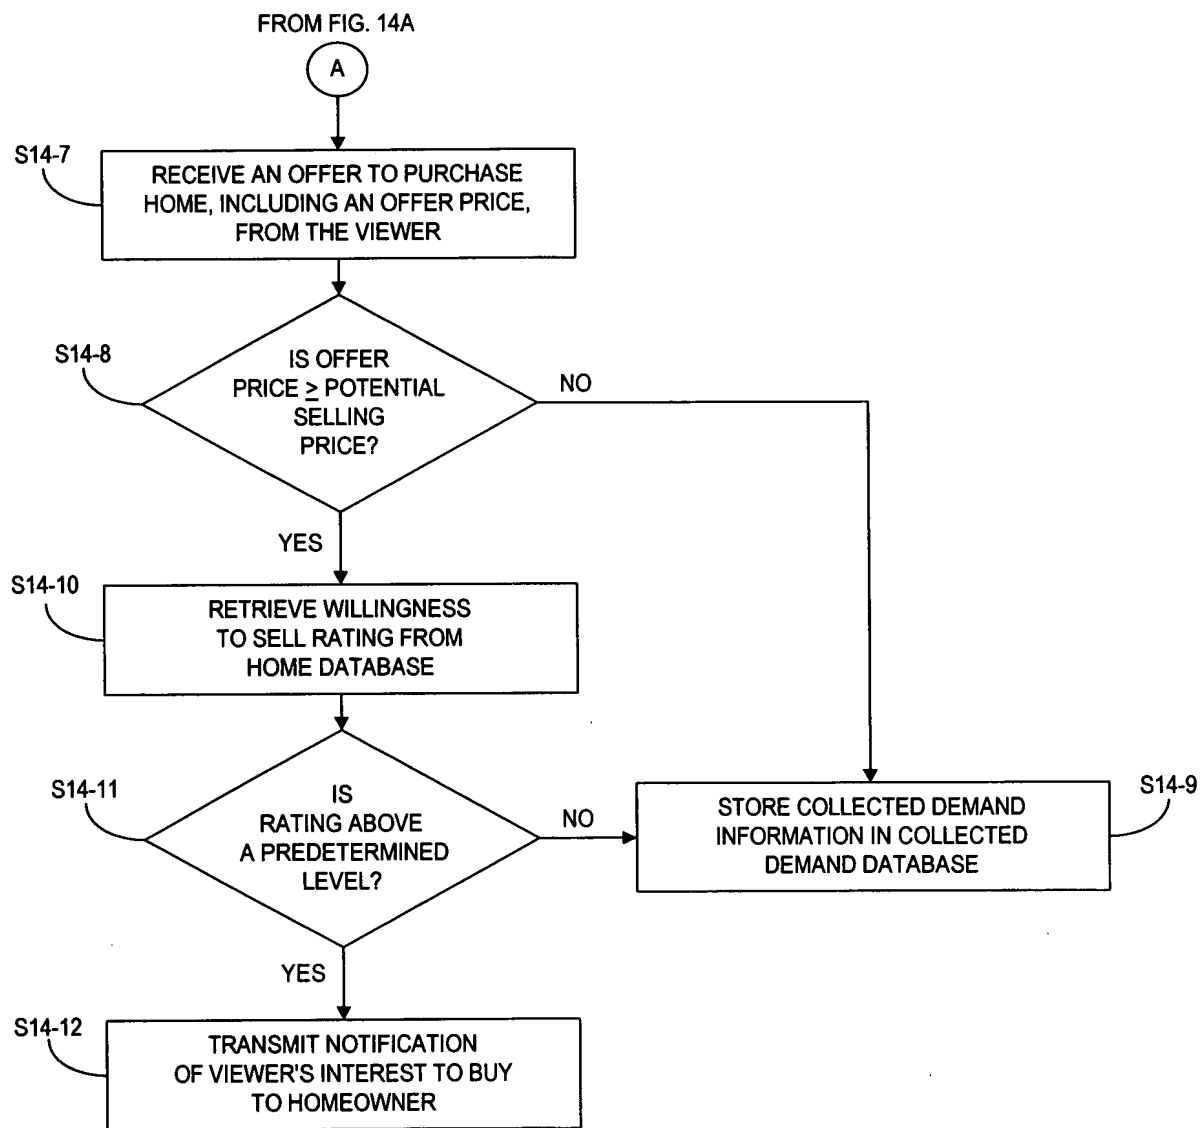 FROM FIG. 14A
A
S14-7
RECEIVE AN OFFER TO PURCHASE
HOME, INCLUDING AN OFFER PRICE,
FROM THE VIEWER
S14-8
IS OFFER
PRICE ≥ POTENTIAL
SELLING
PRICE?
NO
YES
S14-10
RETRIEVE WILLINGNESS
TO SELL RATING FROM
HOME DATABASE
S14-11
IS
RATING ABOVE
A PREDETERMINED
LEVEL?
NO
S14-9
STORE COLLECTED DEMAND
INFORMATION IN COLLECTED
DEMAND DATABASE
YES
S14-12
TRANSMIT NOTIFICATION
OF VIEWER'S INTEREST TO BUY
TO HOMEOWNER